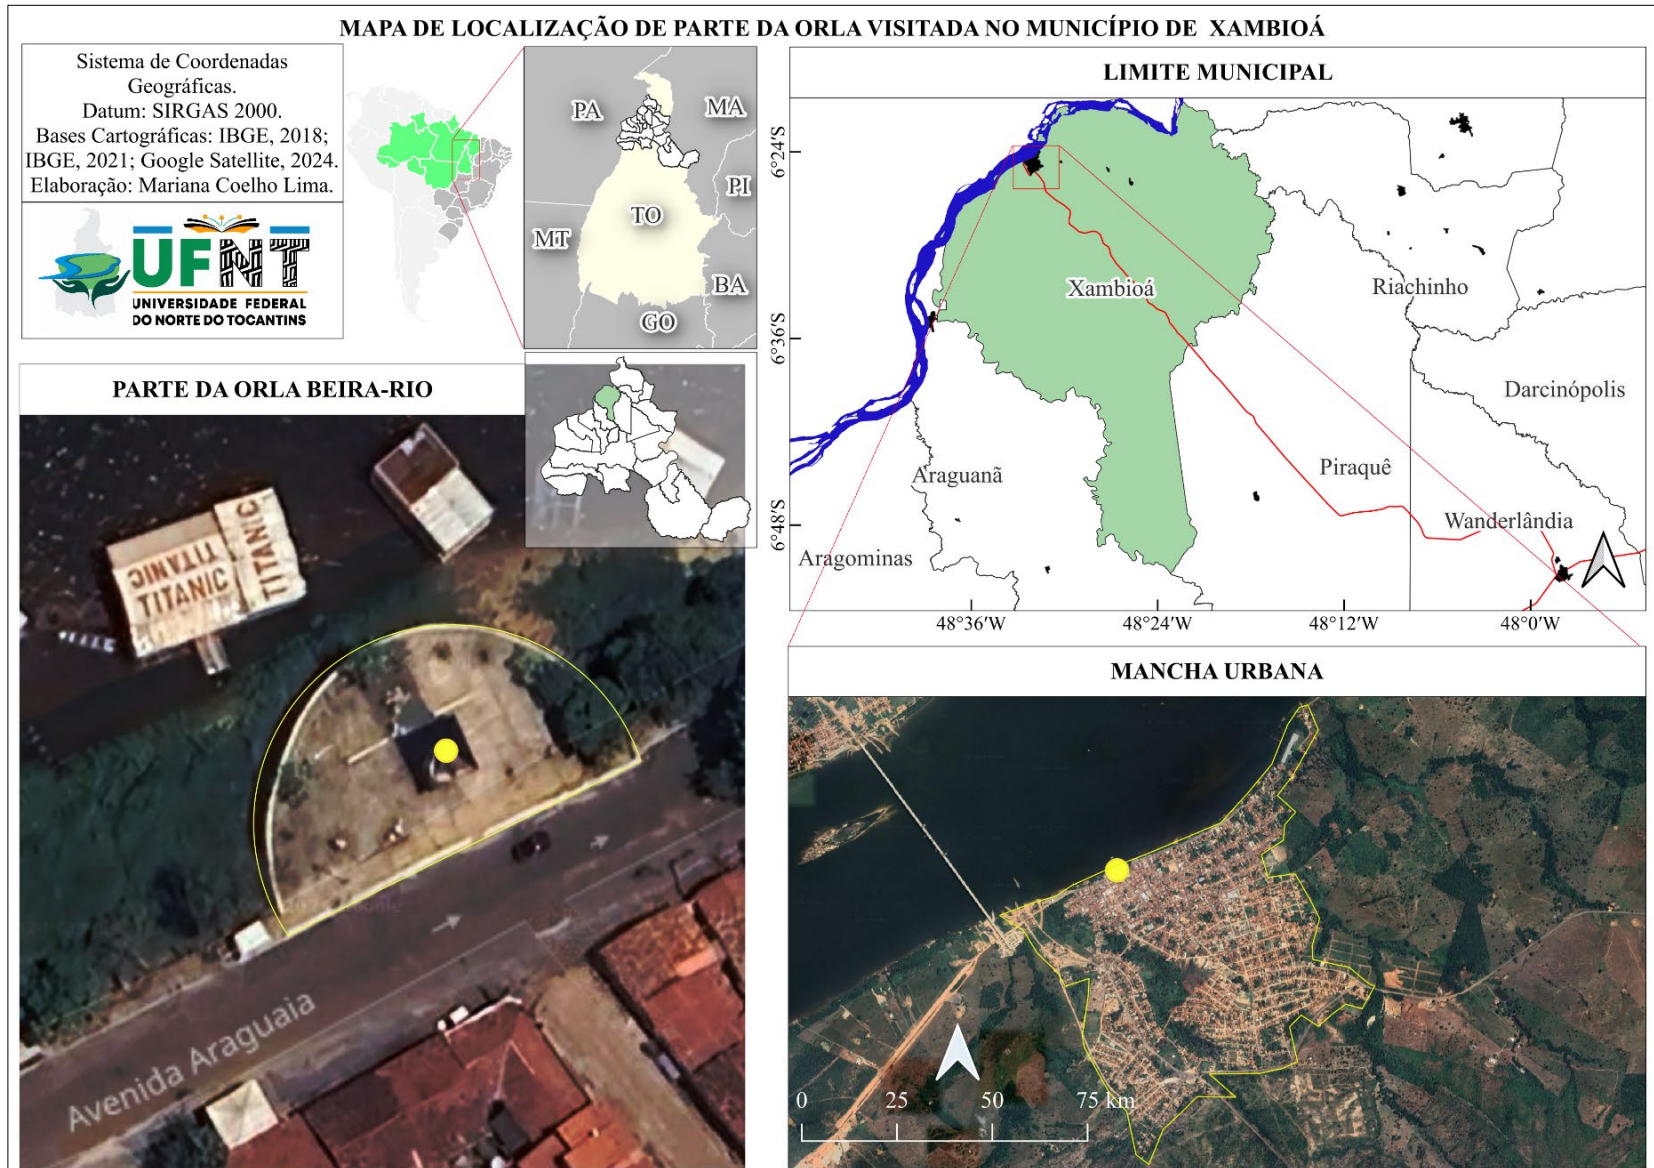 MAPA DE LOCALIZAÇÃO DE PARTE DA ORLA VISITADA NO MUNICÍPIO DE XAMBIOÁ
Sistema de Coordenadas
Geográficas.
Datum: SIRGAS 2000.
Bases Cartográficas: IBGE, 2018;
IBGE, 2021; Google Satellite, 2024.
Elaboração: Mariana Coelho Lima.
UFNT
UNIVERSIDADE FEDERAL
DO NORTE DO TOCANTINS
PA
MA
PI
TO
MT
BA
GO
LIMITE MUNICIPAL
6°24'S
6°36'S
6°48'S
Xambioá
Riachinho
Darcinópolis
Araguanã
Piraquê
Wanderlândia
Aragominas
48°36'W
48°24'W
48°12'W
48°0'W
PARTE DA ORLA BEIRA-RIO
TITANIC
TITANIC
TITANIC
Avenida Araguaia
MANCHA URBANA
0 25 50 75 km